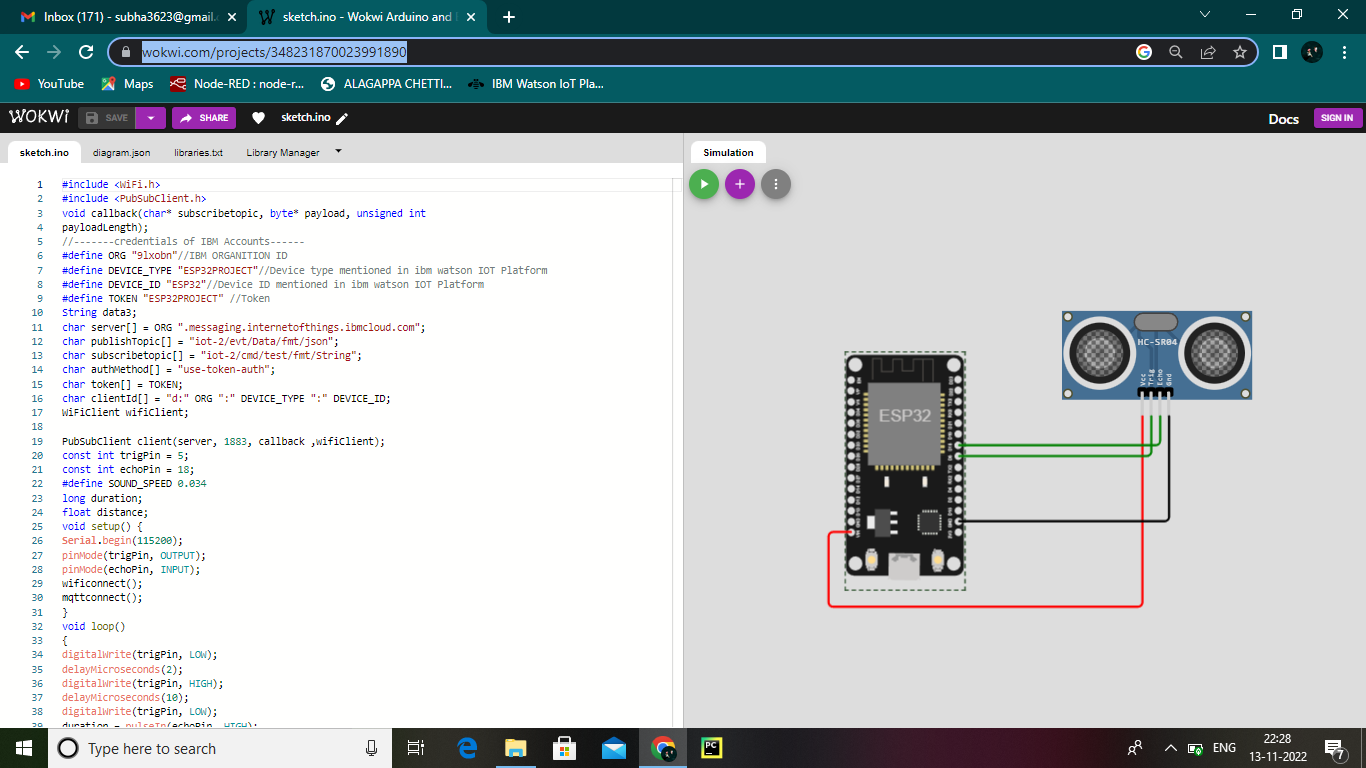 Inbox (171) - subha3623@gmail.
sketch.ino - Wokwi Arduino and
wokwi.com/projects/348231870023991890
YouTube
Maps
Node-RED : node-r...
ALAGAPPA CHETTI...
IBM Watson IoT Pla...
WOKWi
SAVE
SHARE
sketch.ino
Docs
SIGN IN
sketch.ino
diagram.json
libraries.txt
Library Manager
Simulation
1 #include <WiFi.h>
2 #include <PubSubClient.h>
3 void callback(char* subscribetopic, byte* payload, unsigned int
4 payloadLength);
5 //-------credentials of IBM Accounts------
6 #define ORG "9lxobn"//IBM ORGANITION ID
7 #define DEVICE_TYPE "ESP32PROJECT"//Device type mentioned in ibm watson IOT Platform
8 #define DEVICE_ID "ESP32"//Device ID mentioned in ibm watson IOT Platform
9 #define TOKEN "ESP32PROJECT" //Token
10 String data3;
11 char server[] = ORG ".messaging.internetofthings.ibmcloud.com";
12 char publishTopic[] = "iot-2/evt/Data/fmt/json";
13 char subscribetopic[] = "iot-2/cmd/test/fmt/String";
14 char authMethod[] = "use-token-auth";
15 char token[] = TOKEN;
16 char clientId[] = "d:" ORG ":" DEVICE_TYPE ":" DEVICE_ID;
17 WiFiClient wifiClient;
18
19 PubSubClient client(server, 1883, callback ,wifiClient);
20 const int trigPin = 5;
21 const int echoPin = 18;
22 #define SOUND_SPEED 0.034
23 long duration;
24 float distance;
25 void setup() {
26 Serial.begin(115200);
27 pinMode(trigPin, OUTPUT);
28 pinMode(echoPin, INPUT);
29 wificonnect();
30 mqttconnect();
31 }
32 void loop()
33 {
34 digitalWrite(trigPin, LOW);
35 delayMicroseconds(2);
36 digitalWrite(trigPin, HIGH);
37 delayMicroseconds(10);
38 digitalWrite(trigPin, LOW);
39 duration = pulseIn(echoPin, HIGH);
ESP32
HC-SR04
Vcc
Trig
Echo
Gnd
Type here to search
PC
ENG
22:28
13-11-2022
7